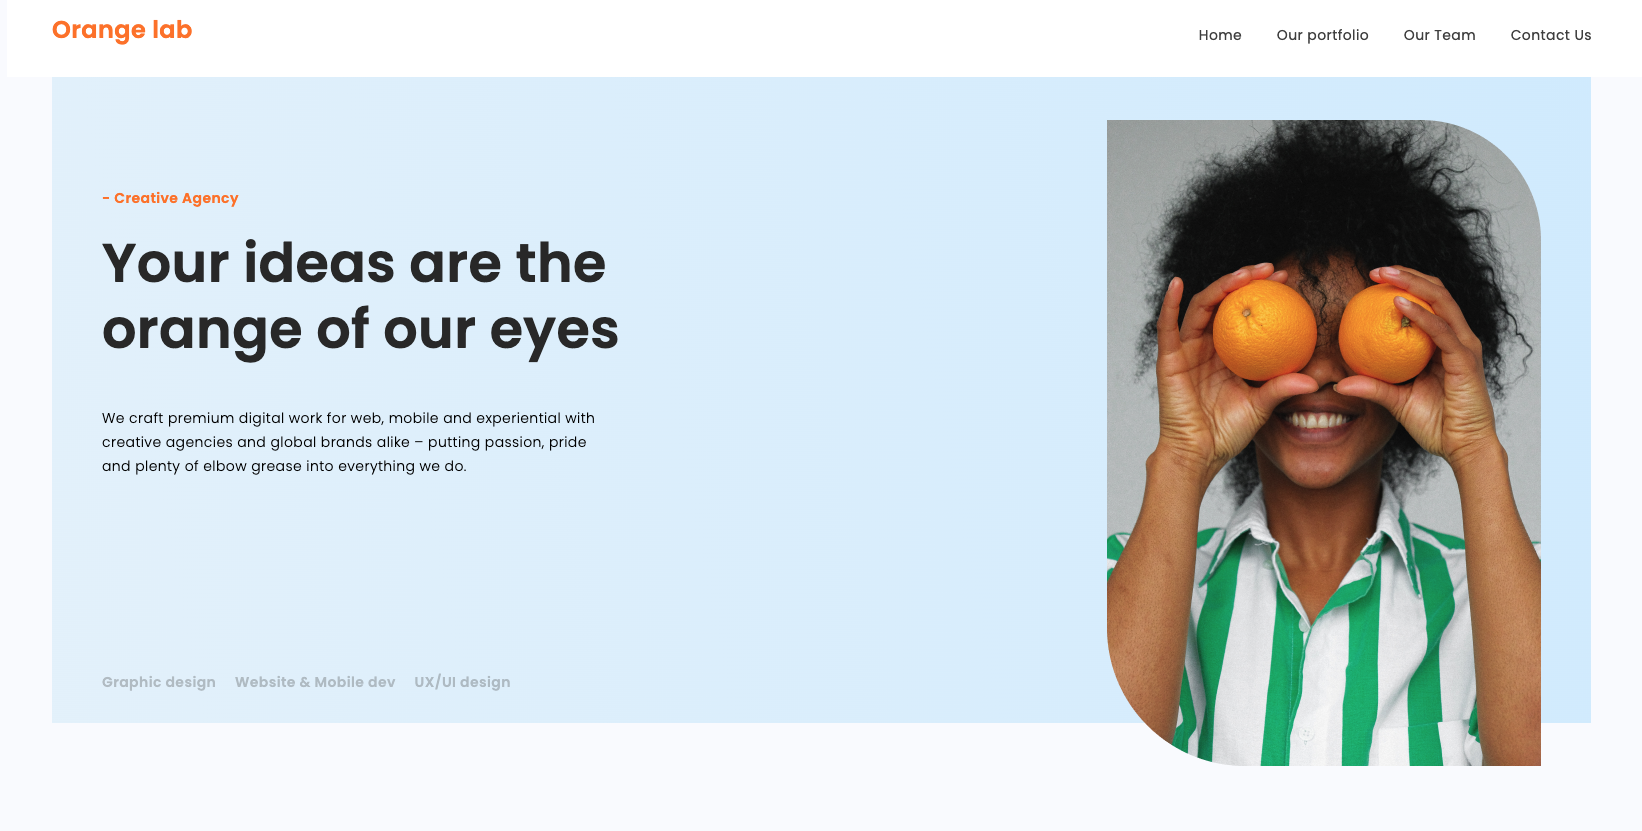 Orange lab
Home Our portfolio Our Team Contact Us
- Creative Agency
Your ideas are the
orange of our eyes
We craft premium digital work for web, mobile and experiential with
creative agencies and global brands alike – putting passion, pride
and plenty of elbow grease into everything we do.
Graphic design Website & Mobile dev UX/UI design